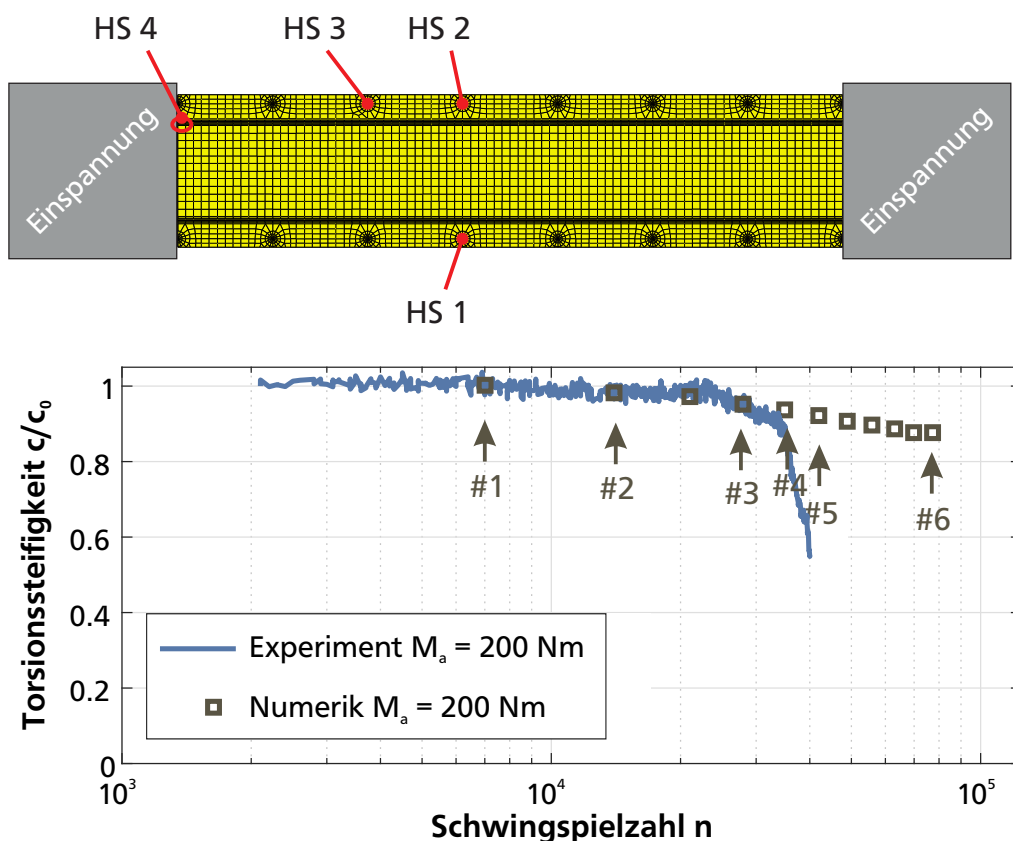 HS 4
HS 3
HS 2
Einspannung
Einspannung
HS 1
Torsionssteifigkeit c/c₀
1
0.8
0.6
0.4
0.2
0
#1
#2
#3
#4
#5
#6
Experiment Mₐ = 200 Nm
Numerik Mₐ = 200 Nm
10³
10⁴
10⁵
Schwingspielzahl n